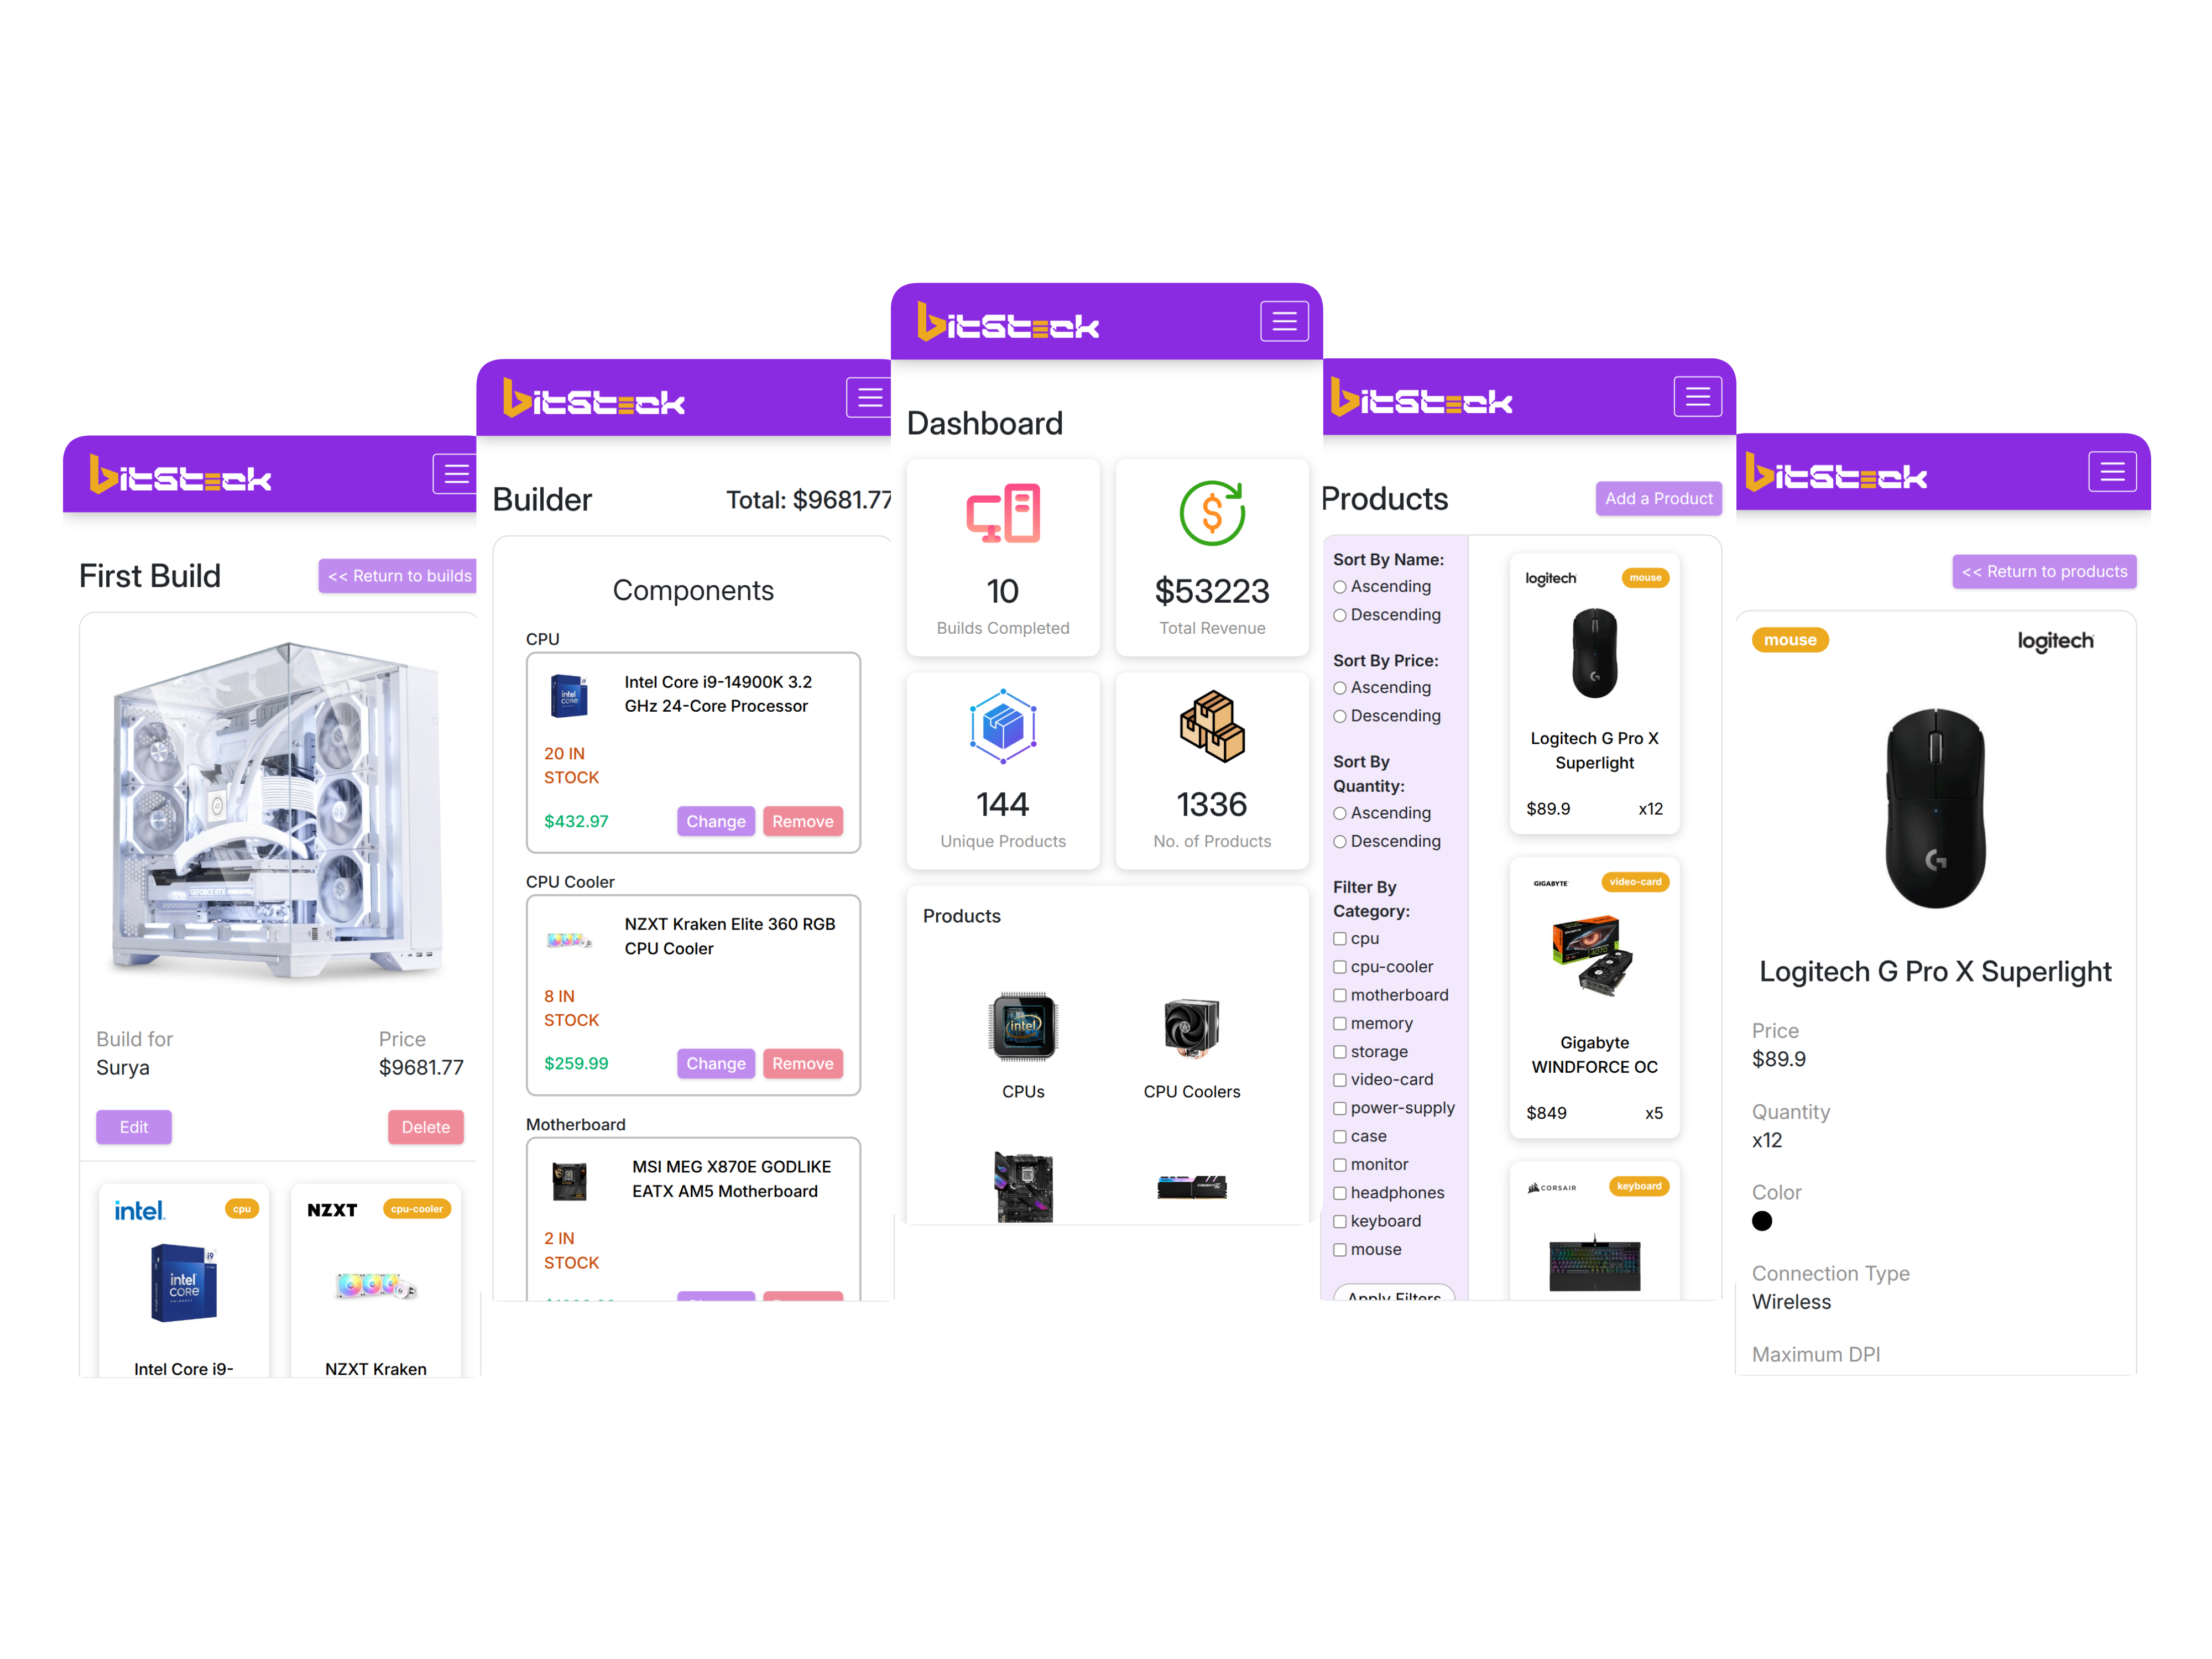 bitStack
First Build
<< Return to builds
GEFORCE RTX
Build for
Surya
Price
$9681.77
Edit
Delete
intel.
cpu
i9
intel
CORE
Intel Core i9-
NZXT
cpu-cooler
NZXT Kraken
bitStack
Builder
Total: $9681.77
Components
CPU
intel
CORE
Intel Core i9-14900K 3.2
GHz 24-Core Processor
20 IN
STOCK
$432.97
Change
Remove
CPU Cooler
NZXT Kraken Elite 360 RGB
CPU Cooler
8 IN
STOCK
$259.99
Change
Remove
Motherboard
MSI MEG X870E GODLIKE
EATX AM5 Motherboard
2 IN
STOCK
bitStack
Dashboard
10
Builds Completed
$53223
Total Revenue
144
Unique Products
1336
No. of Products
Products
intel
CPUs
CPU Coolers
bitStack
Products
Add a Product
Sort By Name:
Ascending
Descending
Sort By Price:
Ascending
Descending
Sort By
Quantity:
Ascending
Descending
Filter By
Category:
cpu
cpu-cooler
motherboard
memory
storage
video-card
power-supply
case
monitor
headphones
keyboard
mouse
Apply Filters
logitech
mouse
Logitech G Pro X
Superlight
$89.9
x12
GIGABYTE
video-card
Gigabyte
WINDFORCE OC
$849
x5
CORSAIR
keyboard
bitStack
<< Return to products
mouse
logitech
Logitech G Pro X Superlight
Price
$89.9
Quantity
x12
Color
Connection Type
Wireless
Maximum DPI